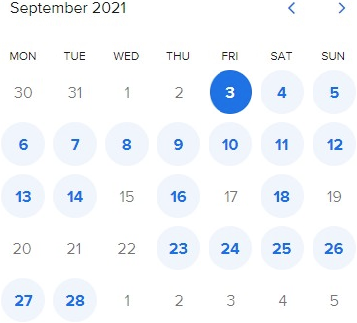 September 2021
MON TUE WED THU FRI SAT SUN
30 31 1 2 3 4 5
6 7 8 9 10 11 12
13 14 15 16 17 18 19
20 21 22 23 24 25 26
27 28 1 2 3 4 5